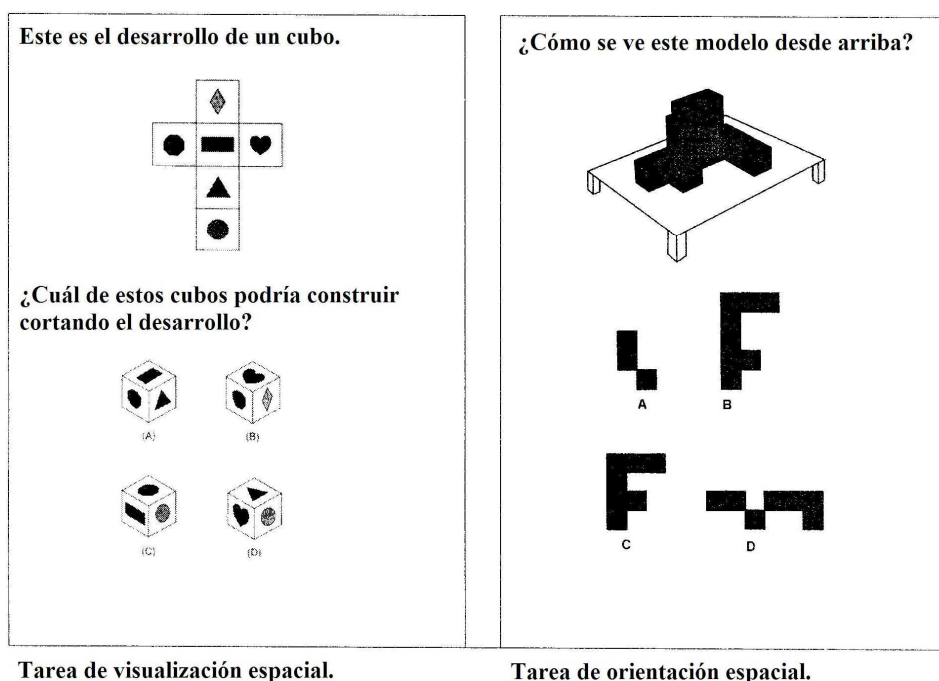 Este es el desarrollo de un cubo.
¿Cuál de estos cubos podría construir
cortando el desarrollo?
(A)
(B)
(C)
(D)
Tarea de visualización espacial.
¿Cómo se ve este modelo desde arriba?
A
B
C
D
Tarea de orientación espacial.